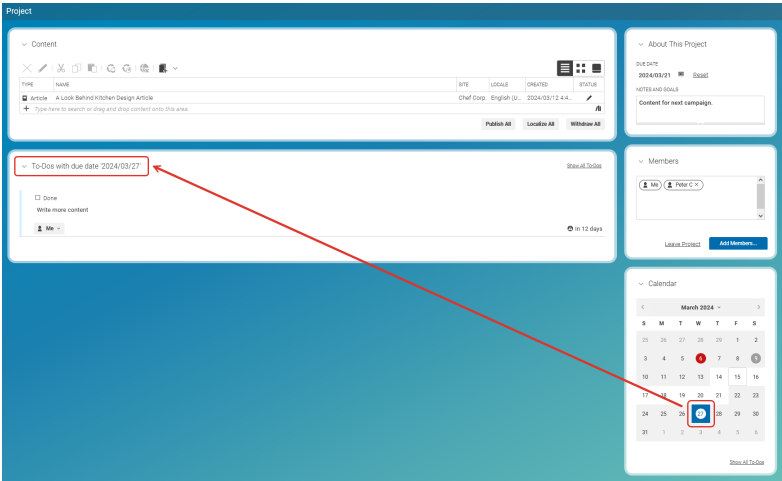 Project
Content
TYPE NAME SITE LOCALE CREATED STATUS
Article A Look Behind Kitchen Design Article Chef Corp. English (U... 2024/03/12 4:4...
Type here to search or drag and drop content onto this area.
Publish All Localize All Withdraw All
To-Dos with due date '2024/03/27'
Show All To-Dos
Done
Write more content
Me
In 12 days
About This Project
DUE DATE
2024/03/21 Reset
NOTES AND GOALS
Content for next campaign.
Members
Me Peter C ×
Leave Project Add Members...
Calendar
< March 2024 >
S M T W T F S
25 26 27 28 29 1 2
3 4 5 6 7 8 9
10 11 12 13 14 15 16
17 18 19 20 21 22 23
24 25 26 27 28 29 30
31 1 2 3 4 5 6
Show All To-Dos